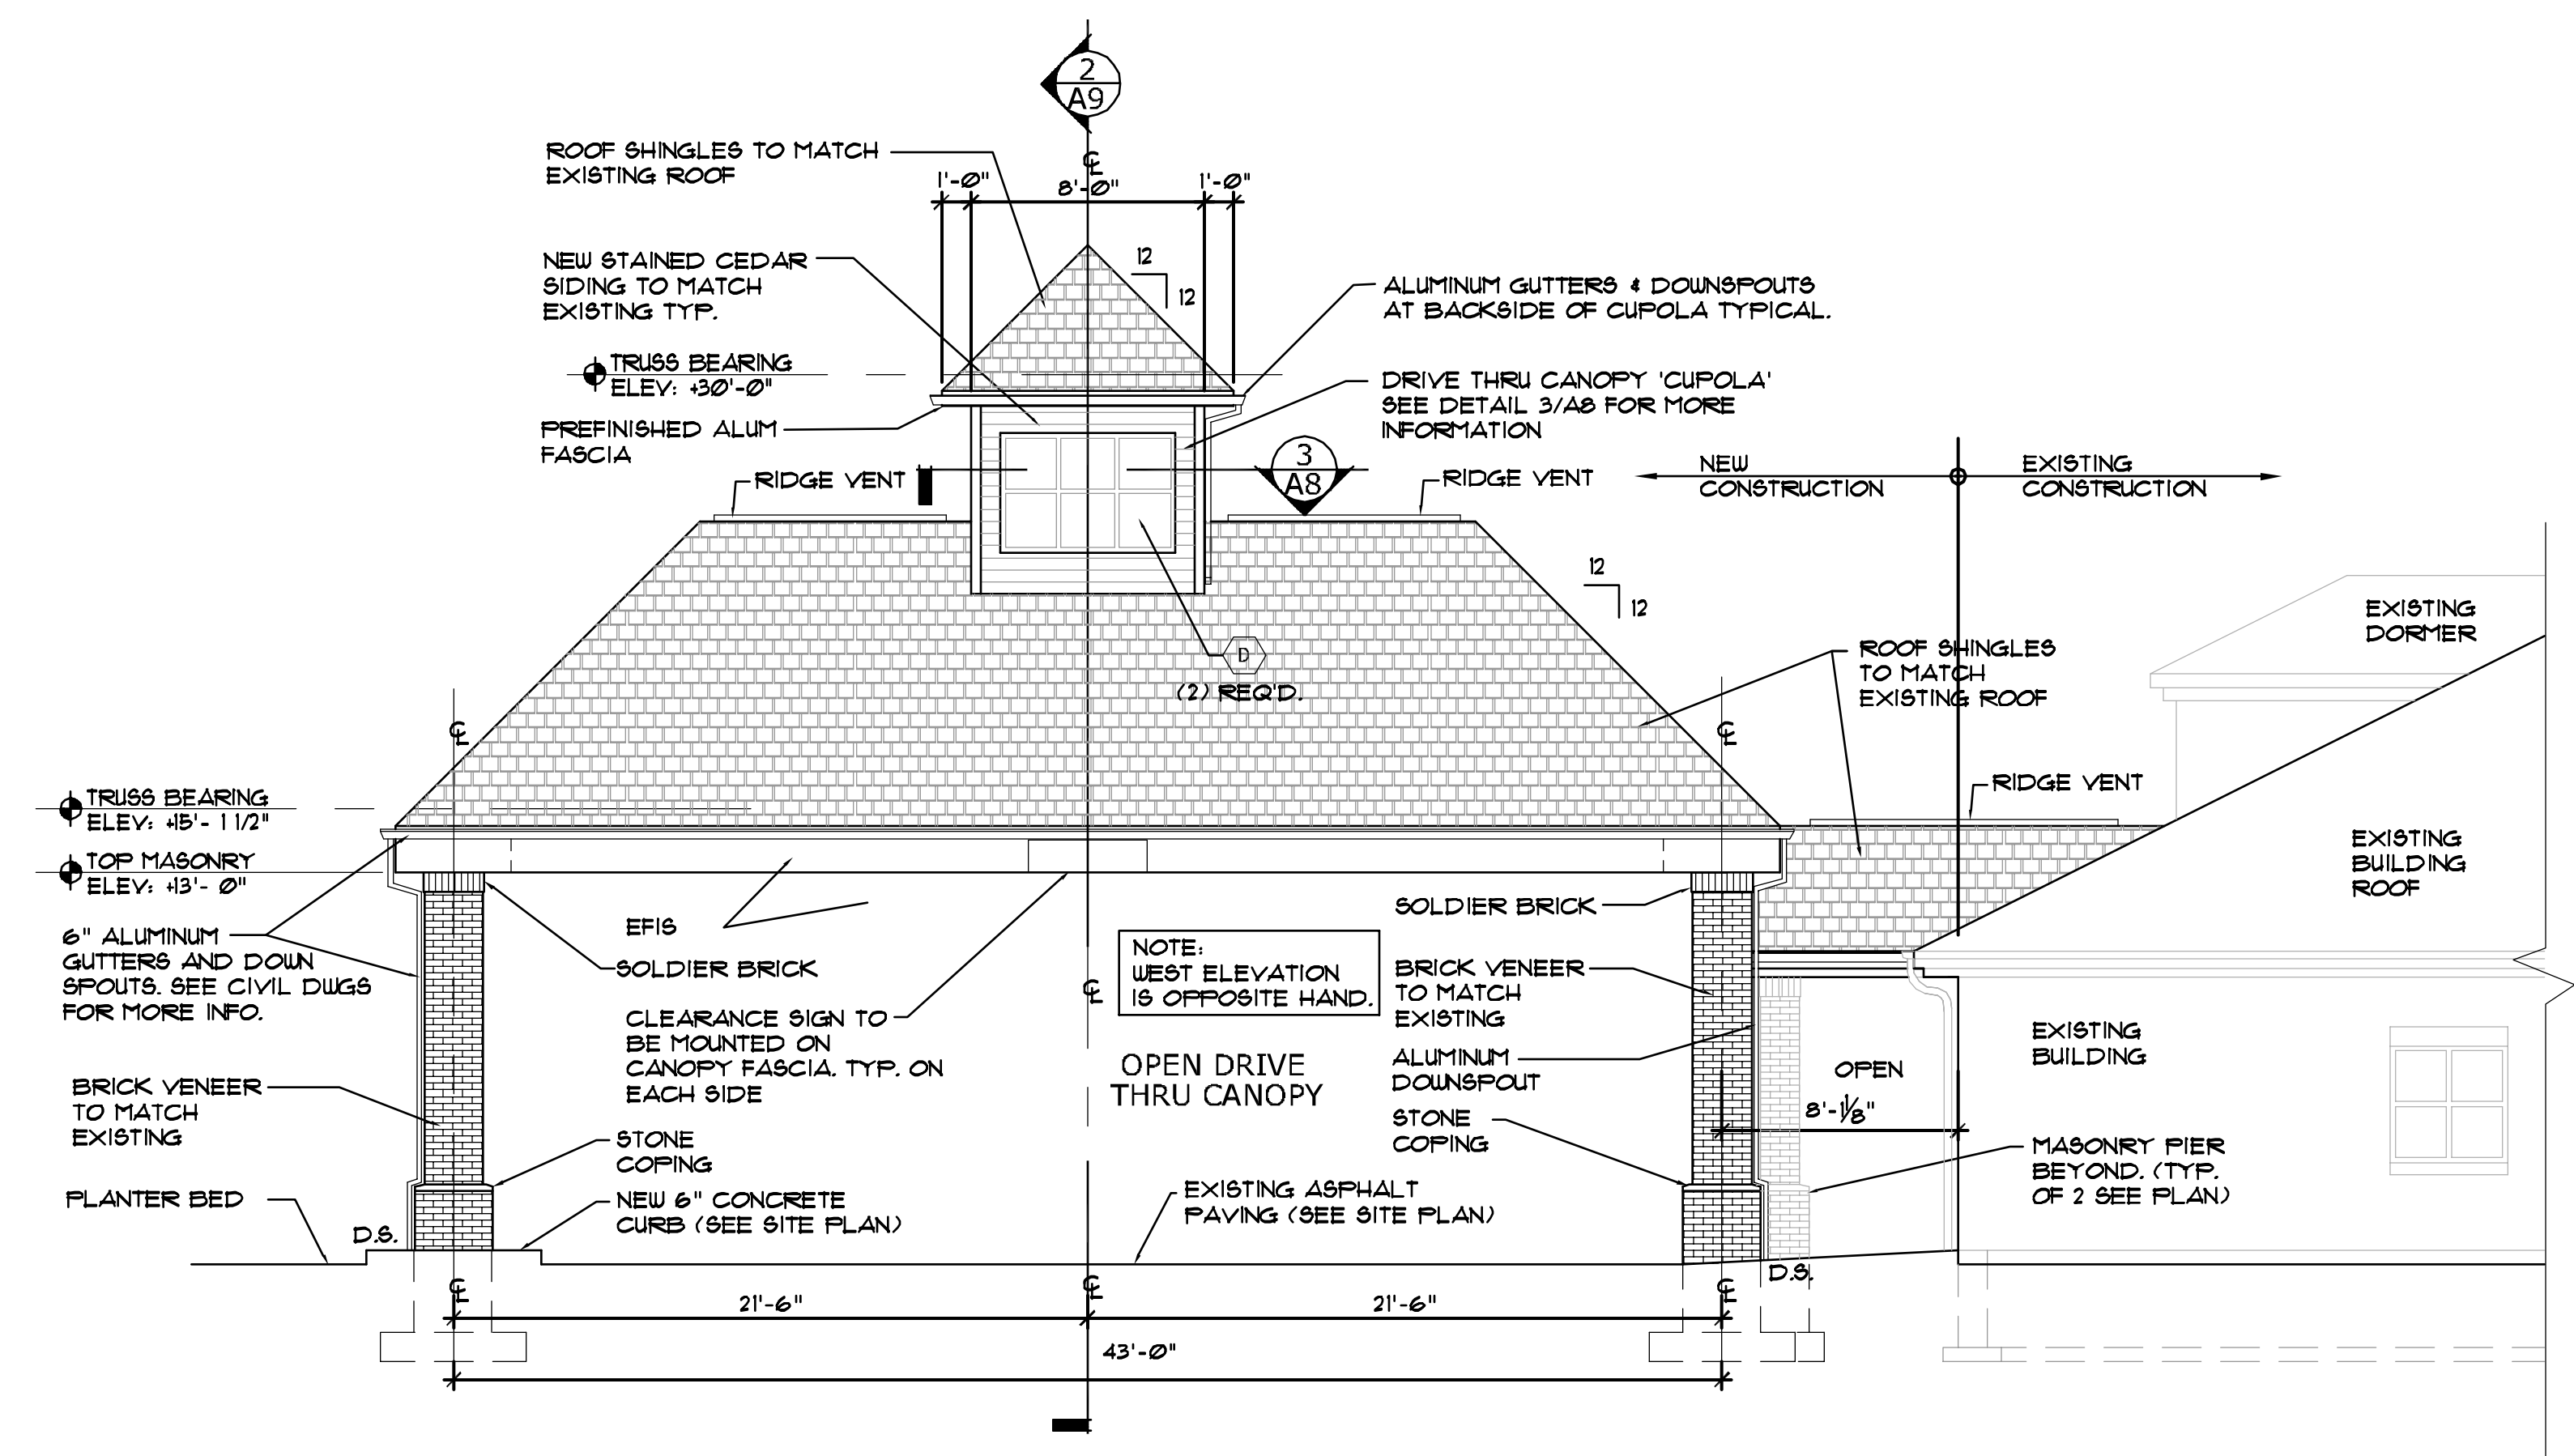 2
A9
ROOF SHINGLES TO MATCH
EXISTING ROOF
℄
1'-0"
8'-0"
1'-0"
NEW STAINED CEDAR
SIDING TO MATCH
EXISTING TYP.
12
12
ALUMINUM GUTTERS & DOWNSPOUTS
AT BACKSIDE OF CUPOLA TYPICAL.
TRUSS BEARING
ELEV: +30'-0"
DRIVE THRU CANOPY 'CUPOLA'
SEE DETAIL 3/A8 FOR MORE
INFORMATION
PREFINISHED ALUM
FASCIA
3
A8
RIDGE VENT
RIDGE VENT
NEW
CONSTRUCTION
EXISTING
CONSTRUCTION
12
12
EXISTING
DORMER
D
(2) REQ'D.
ROOF SHINGLES
TO MATCH
EXISTING ROOF
℄
℄
RIDGE VENT
TRUSS BEARING
ELEV: +15'- 1 1/2"
TOP MASONRY
ELEV: +13'- 0"
EXISTING
BUILDING
ROOF
6" ALUMINUM
GUTTERS AND DOWN
SPOUTS. SEE CIVIL DWGS
FOR MORE INFO.
EFIS
SOLDIER BRICK
CLEARANCE SIGN TO
BE MOUNTED ON
CANOPY FASCIA. TYP. ON
EACH SIDE
℄
NOTE:
WEST ELEVATION
IS OPPOSITE HAND.
SOLDIER BRICK
BRICK VENEER
TO MATCH
EXISTING
OPEN DRIVE
THRU CANOPY
ALUMINUM
DOWNSPOUT
STONE
COPING
OPEN
8'-1/8"
EXISTING
BUILDING
BRICK VENEER
TO MATCH
EXISTING
STONE
COPING
MASONRY PIER
BEYOND. (TYP.
OF 2 SEE PLAN)
PLANTER BED
D.S.
NEW 6" CONCRETE
CURB (SEE SITE PLAN)
EXISTING ASPHALT
PAVING (SEE SITE PLAN)
D.S.
℄
℄
℄
21'-6"
21'-6"
43'-0"